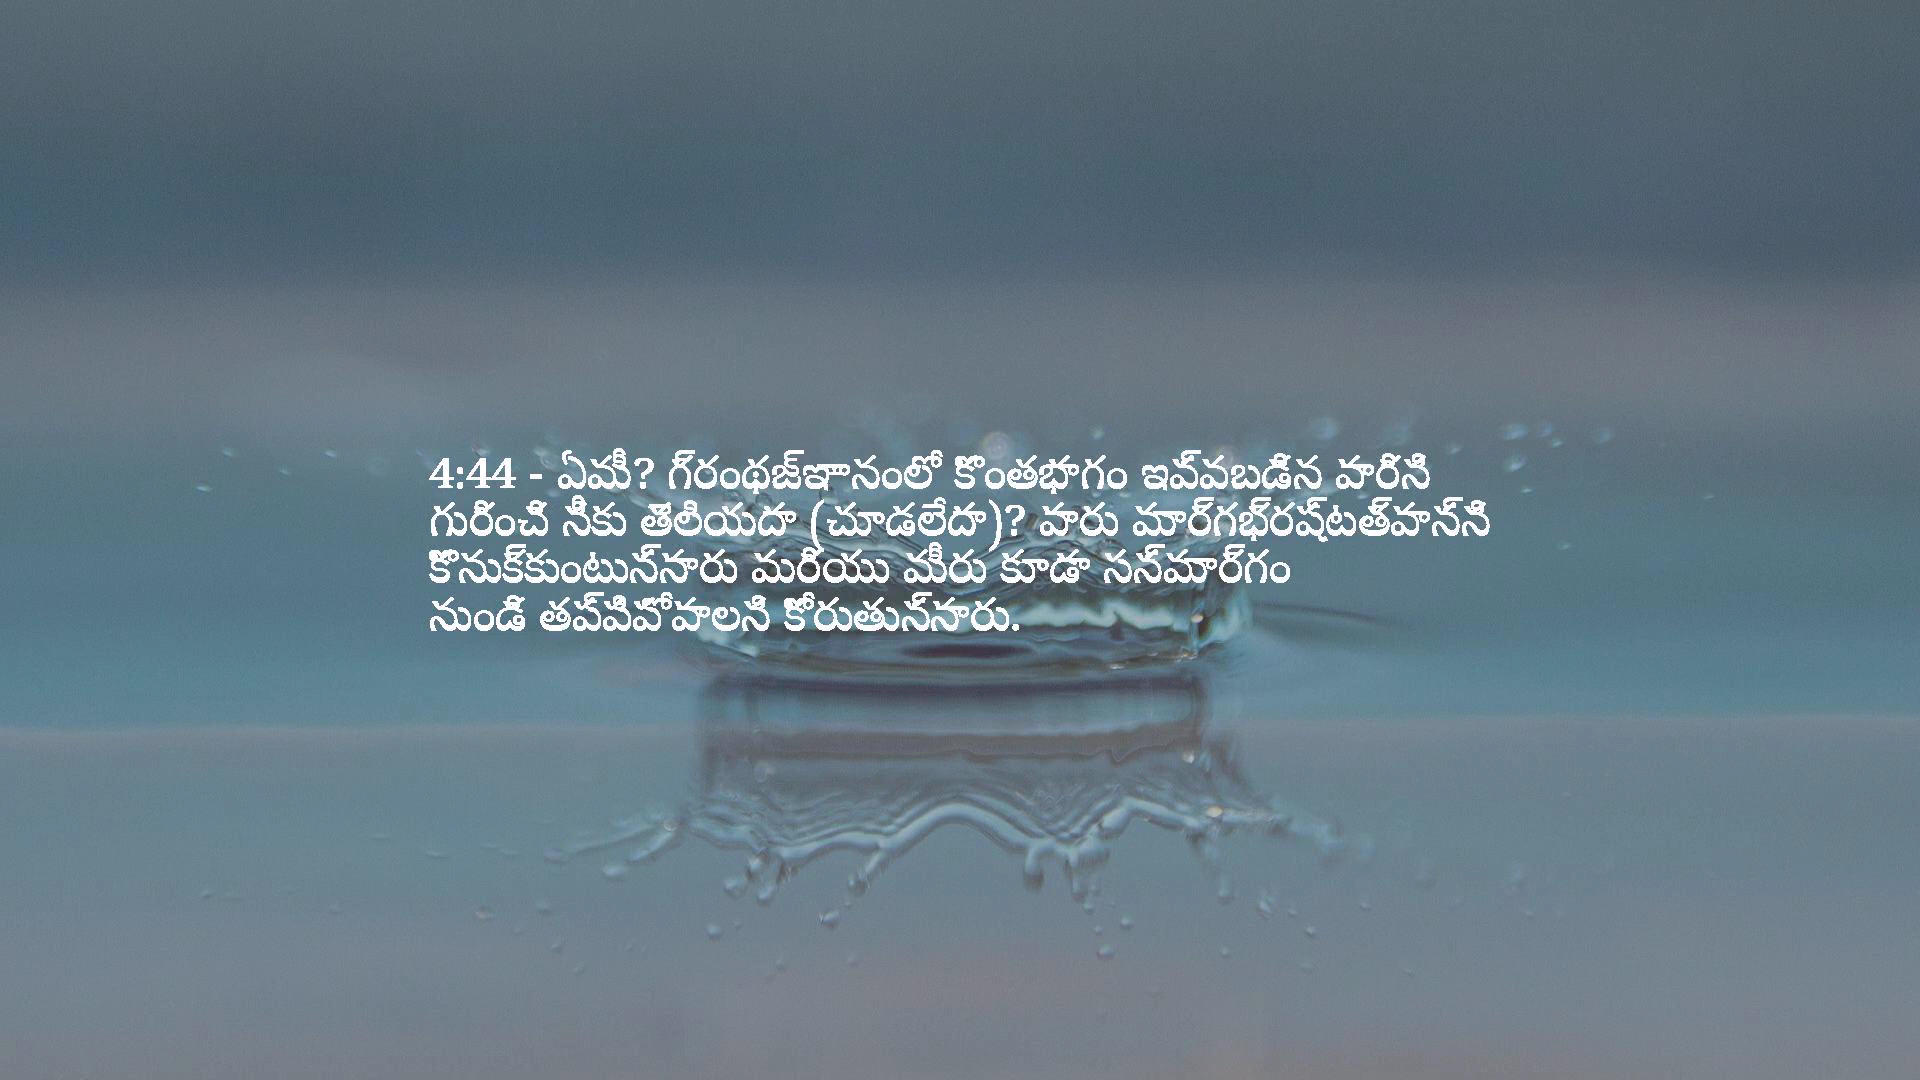 4:44 - ఏమీ? గ్రంథజ్ఞానంలో కొంతభాగం ఇవ్వబడిన వారిని
గురించి నీకు తెలియదా (చూడలేదా)? వారు మార్గభ్రష్టత్వాన్ని
కొనుక్కుంటున్నారు మరియు మీరు కూడా సన్మార్గం
నుండి తప్పిపోవాలని కోరుతున్నారు.